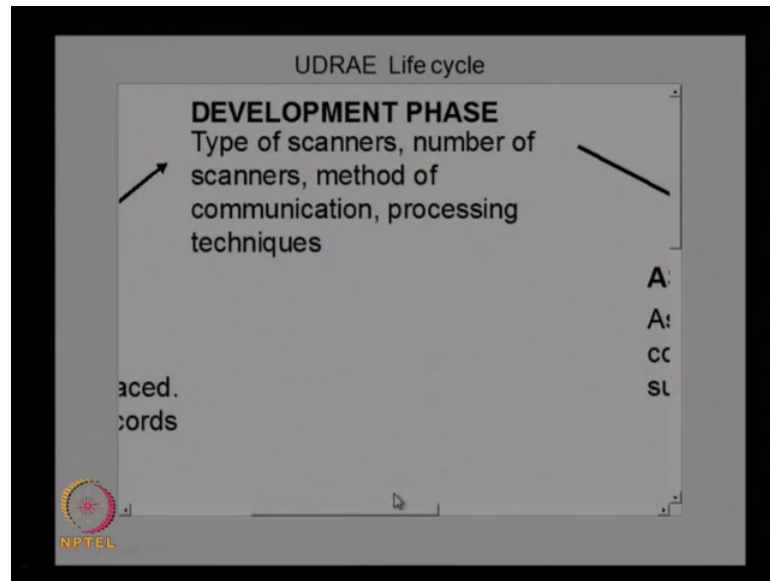 UDRAE Life cycle
DEVELOPMENT PHASE
Type of scanners, number of
scanners, method of
communication, processing
techniques
aced.
cords
NPTEL